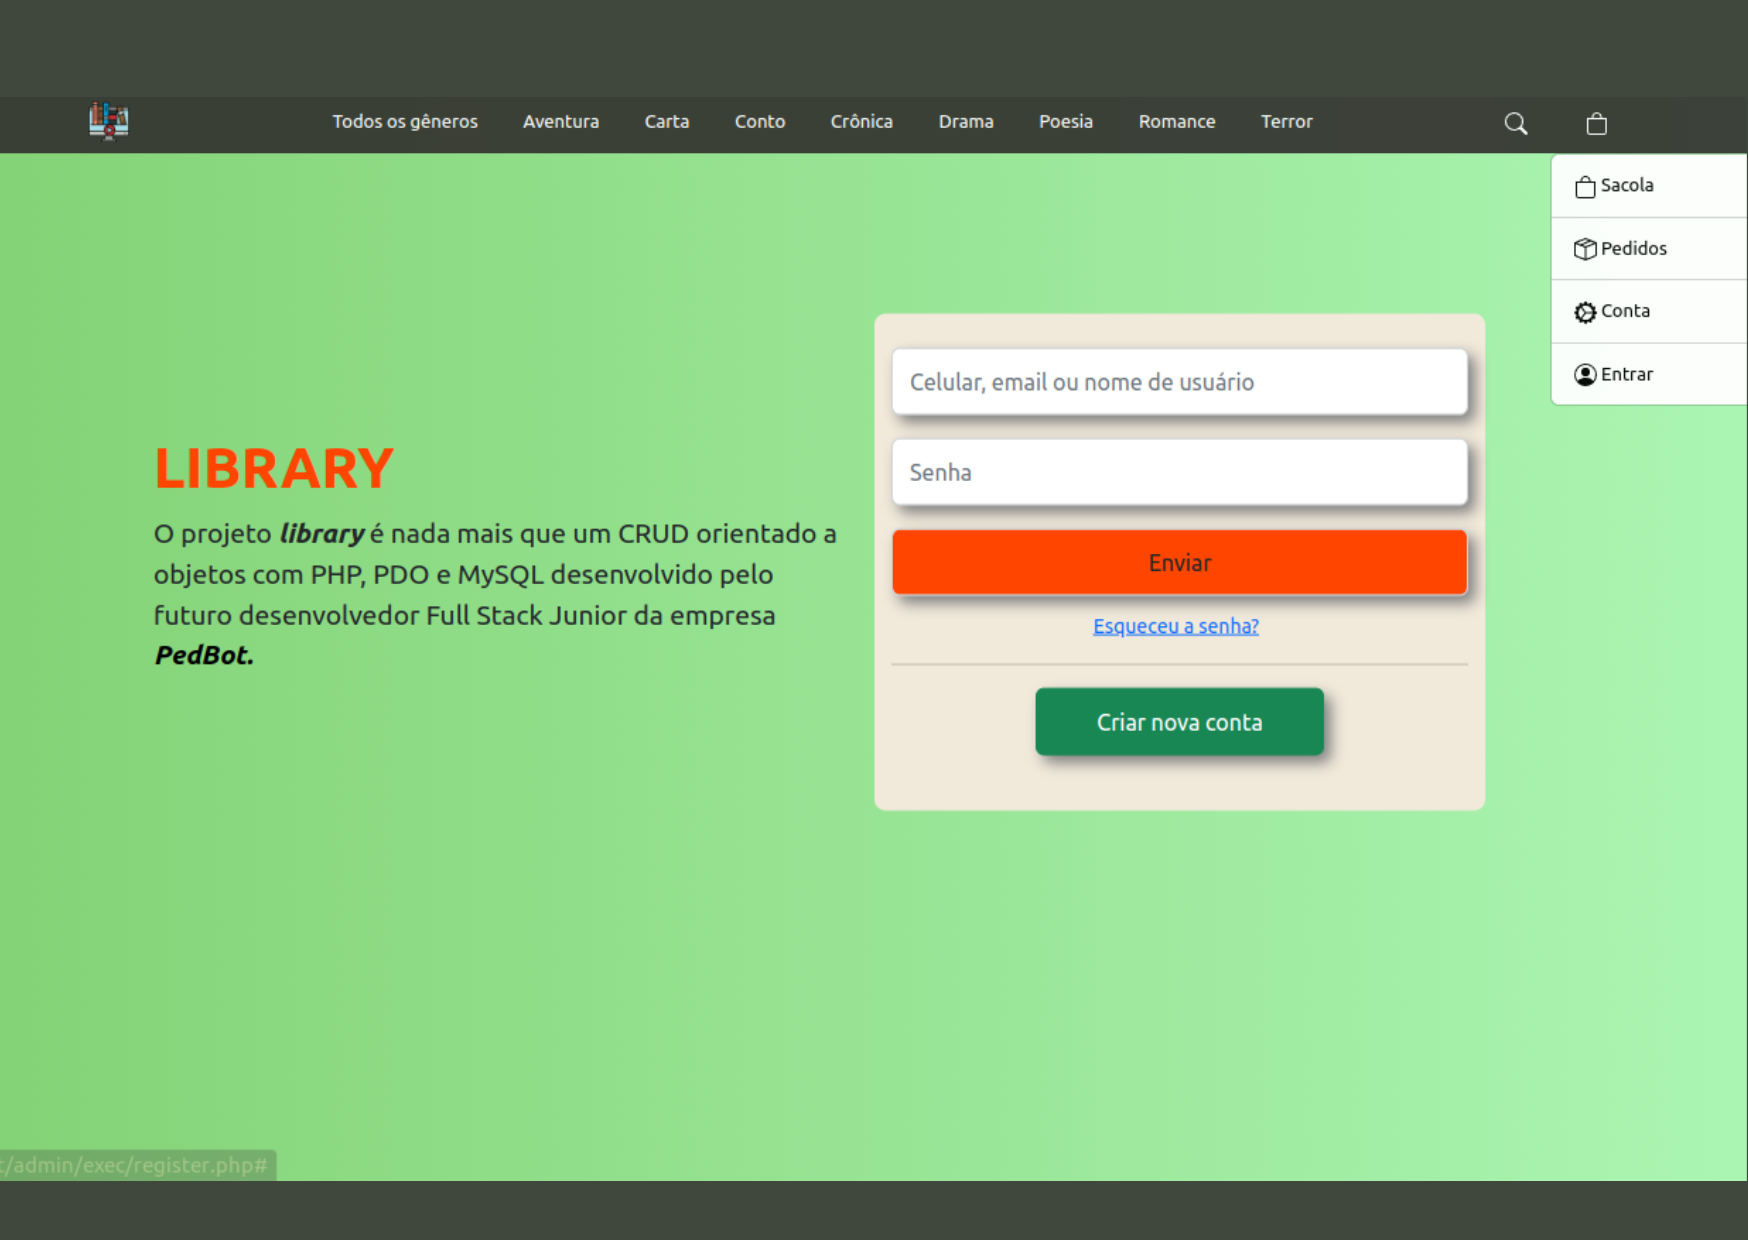 Todos os gêneros Aventura Carta Conto Crônica Drama Poesia Romance Terror
Sacola
Pedidos
Conta
Entrar
LIBRARY
O projeto library é nada mais que um CRUD orientado a
objetos com PHP, PDO e MySQL desenvolvido pelo
futuro desenvolvedor Full Stack Junior da empresa
PedBot.
Celular, email ou nome de usuário
Senha
Enviar
Esqueceu a senha?
Criar nova conta
t/admin/exec/register.php#